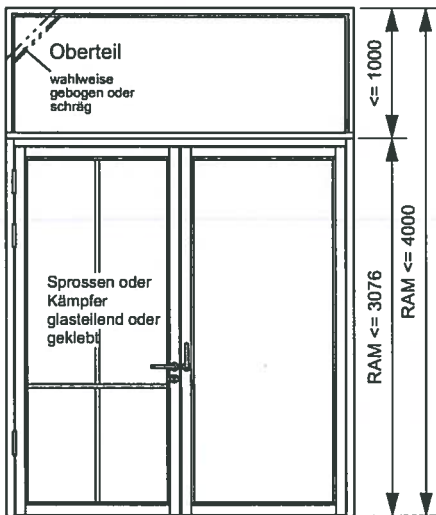 Oberteil
wahlweise
gebogen oder
schräg
<= 1000
Sprossen oder
Kämpfer
glasteilend oder
geklebt
RAM <= 3076
RAM <= 4000